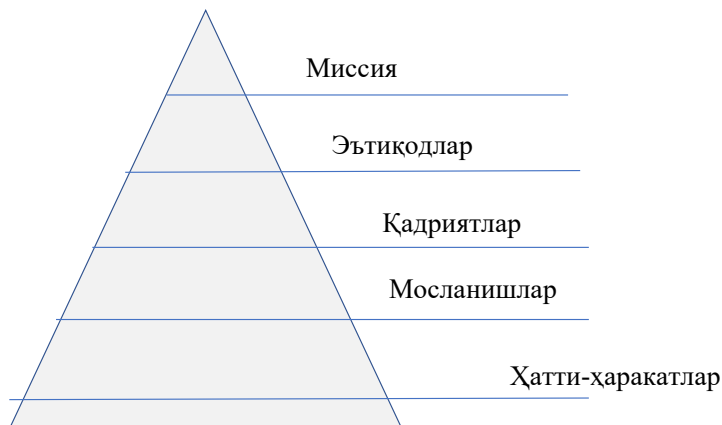 Миссия
Эътиқодлар
Қадриятлар
Мосланишлар
Ҳатти-ҳаракатлар